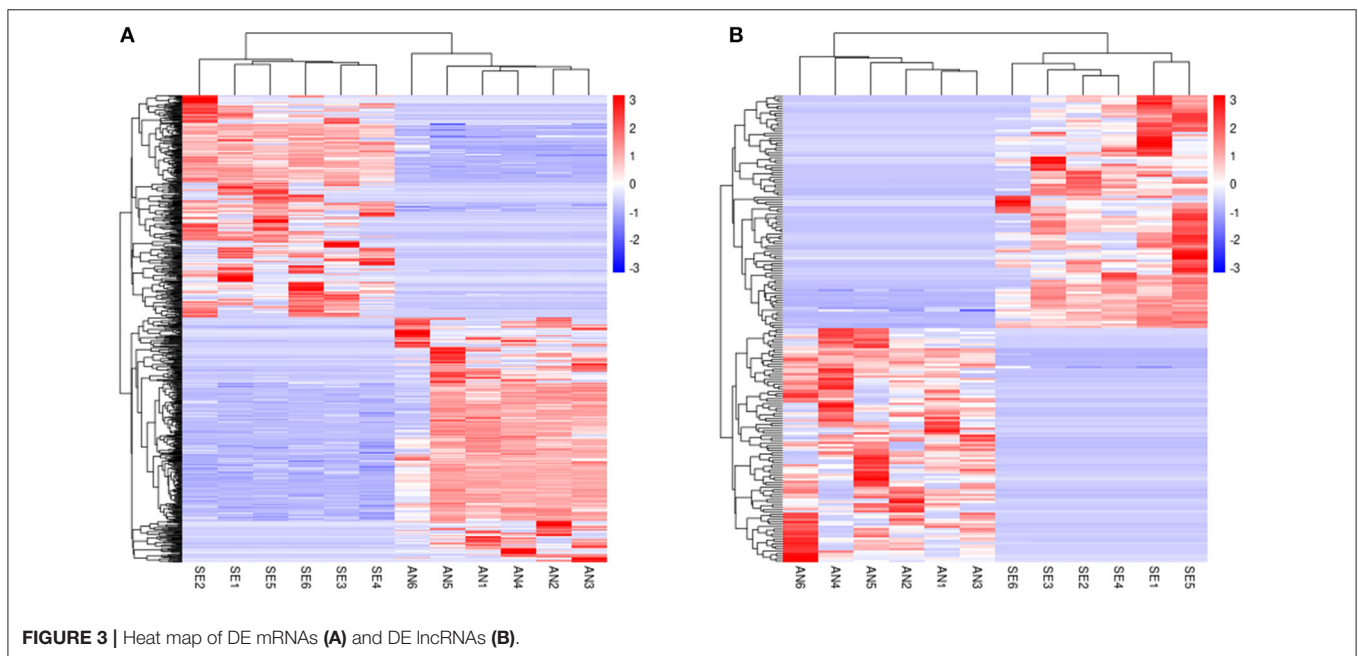 A
B
3
2
1
0
-1
-2
-3
3
2
1
0
-1
-2
-3
SE2 SE1 SE5 SE6 SE3 SE4 AN6 AN5 AN1 AN4 AN2 AN3
AN6 AN4 AN5 AN2 AN1 AN3 SE6 SE3 SE2 SE4 SE1 SE5
FIGURE 3 | Heat map of DE mRNAs (A) and DE lncRNAs (B).